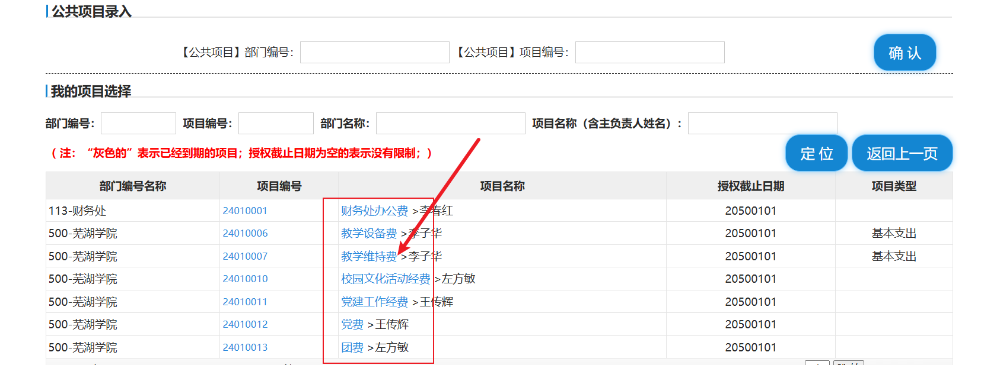 公共项目录入
【公共项目】部门编号： 【公共项目】项目编号： 确 认
我的项目选择
部门编号： 项目编号： 部门名称： 项目名称（含主负责人姓名）：
（ 注： “灰色的”表示已经到期的项目；授权截止日期为空的表示没有限制；） 定 位 返回上一页
部门编号名称 项目编号 项目名称 授权截止日期 项目类型
113-财务处 24010001 财务处办公费 >李春红 20500101
500-芜湖学院 24010006 教学设备费 >李子华 20500101 基本支出
500-芜湖学院 24010007 教学维持费 >李子华 20500101 基本支出
500-芜湖学院 24010010 校园文化活动经费 >左方敏 20500101
500-芜湖学院 24010011 党建工作经费 >王传辉 20500101
500-芜湖学院 24010012 党费 >王传辉 20500101
500-芜湖学院 24010013 团费 >左方敏 20500101